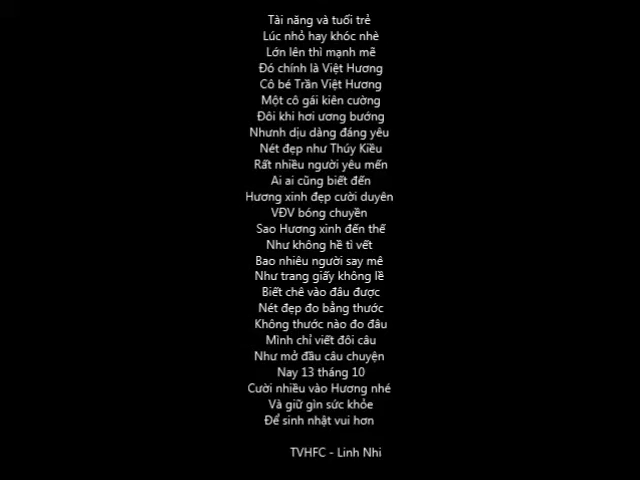 Tài năng và tuổi trẻ
Lúc nhỏ hay khóc nhè
Lớn lên thì mạnh mẽ
Đó chính là Việt Hương
Cô bé Trần Việt Hương
Một cô gái kiên cường
Đôi khi hơi ương bướng
Nhưnh dịu dàng đáng yêu
Nét đẹp như Thúy Kiều
Rất nhiều người yêu mến
Ai ai cũng biết đến
Hương xinh đẹp cười duyên
VĐV bóng chuyền
Sao Hương xinh đến thế
Như không hề tì vết
Bao nhiêu người say mê
Như trang giấy không lề
Biết chê vào đâu được
Nét đẹp đo bằng thước
Không thước nào đo đâu
Mình chỉ viết đôi câu
Như mở đầu câu chuyện
Nay 13 tháng 10
Cười nhiều vào Hương nhé
Và giữ gìn sức khỏe
Để sinh nhật vui hơn
TVHFC - Linh Nhi